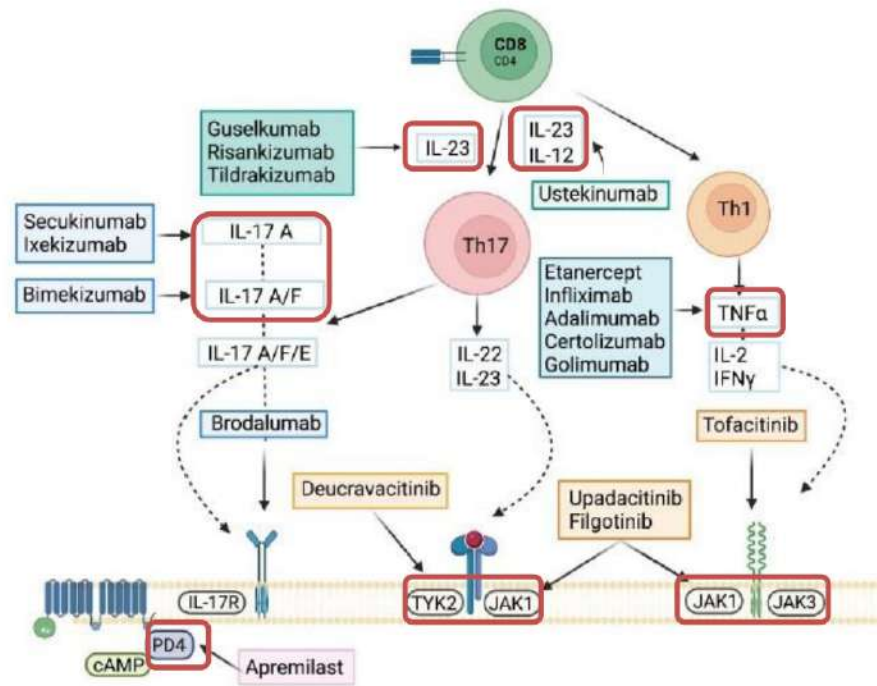 CD8
CD4
Guselkumab
Risankizumab
Tildrakizumab
IL-23
IL-23
IL-12
Ustekinumab
Th1
Secukinumab
Ixekizumab
IL-17 A
Th17
Bimekizumab
IL-17 A/F
Etanercept
Infliximab
Adalimumab
Certolizumab
Golimumab
TNFα
IL-17 A/F/E
IL-22
IL-23
IL-2
IFNγ
Brodalumab
Tofacitinib
Deucravacitinib
Upadacitinib
Filgotinib
IL-17R
TYK2
JAK1
JAK1
JAK3
PD4
cAMP
Apremilast